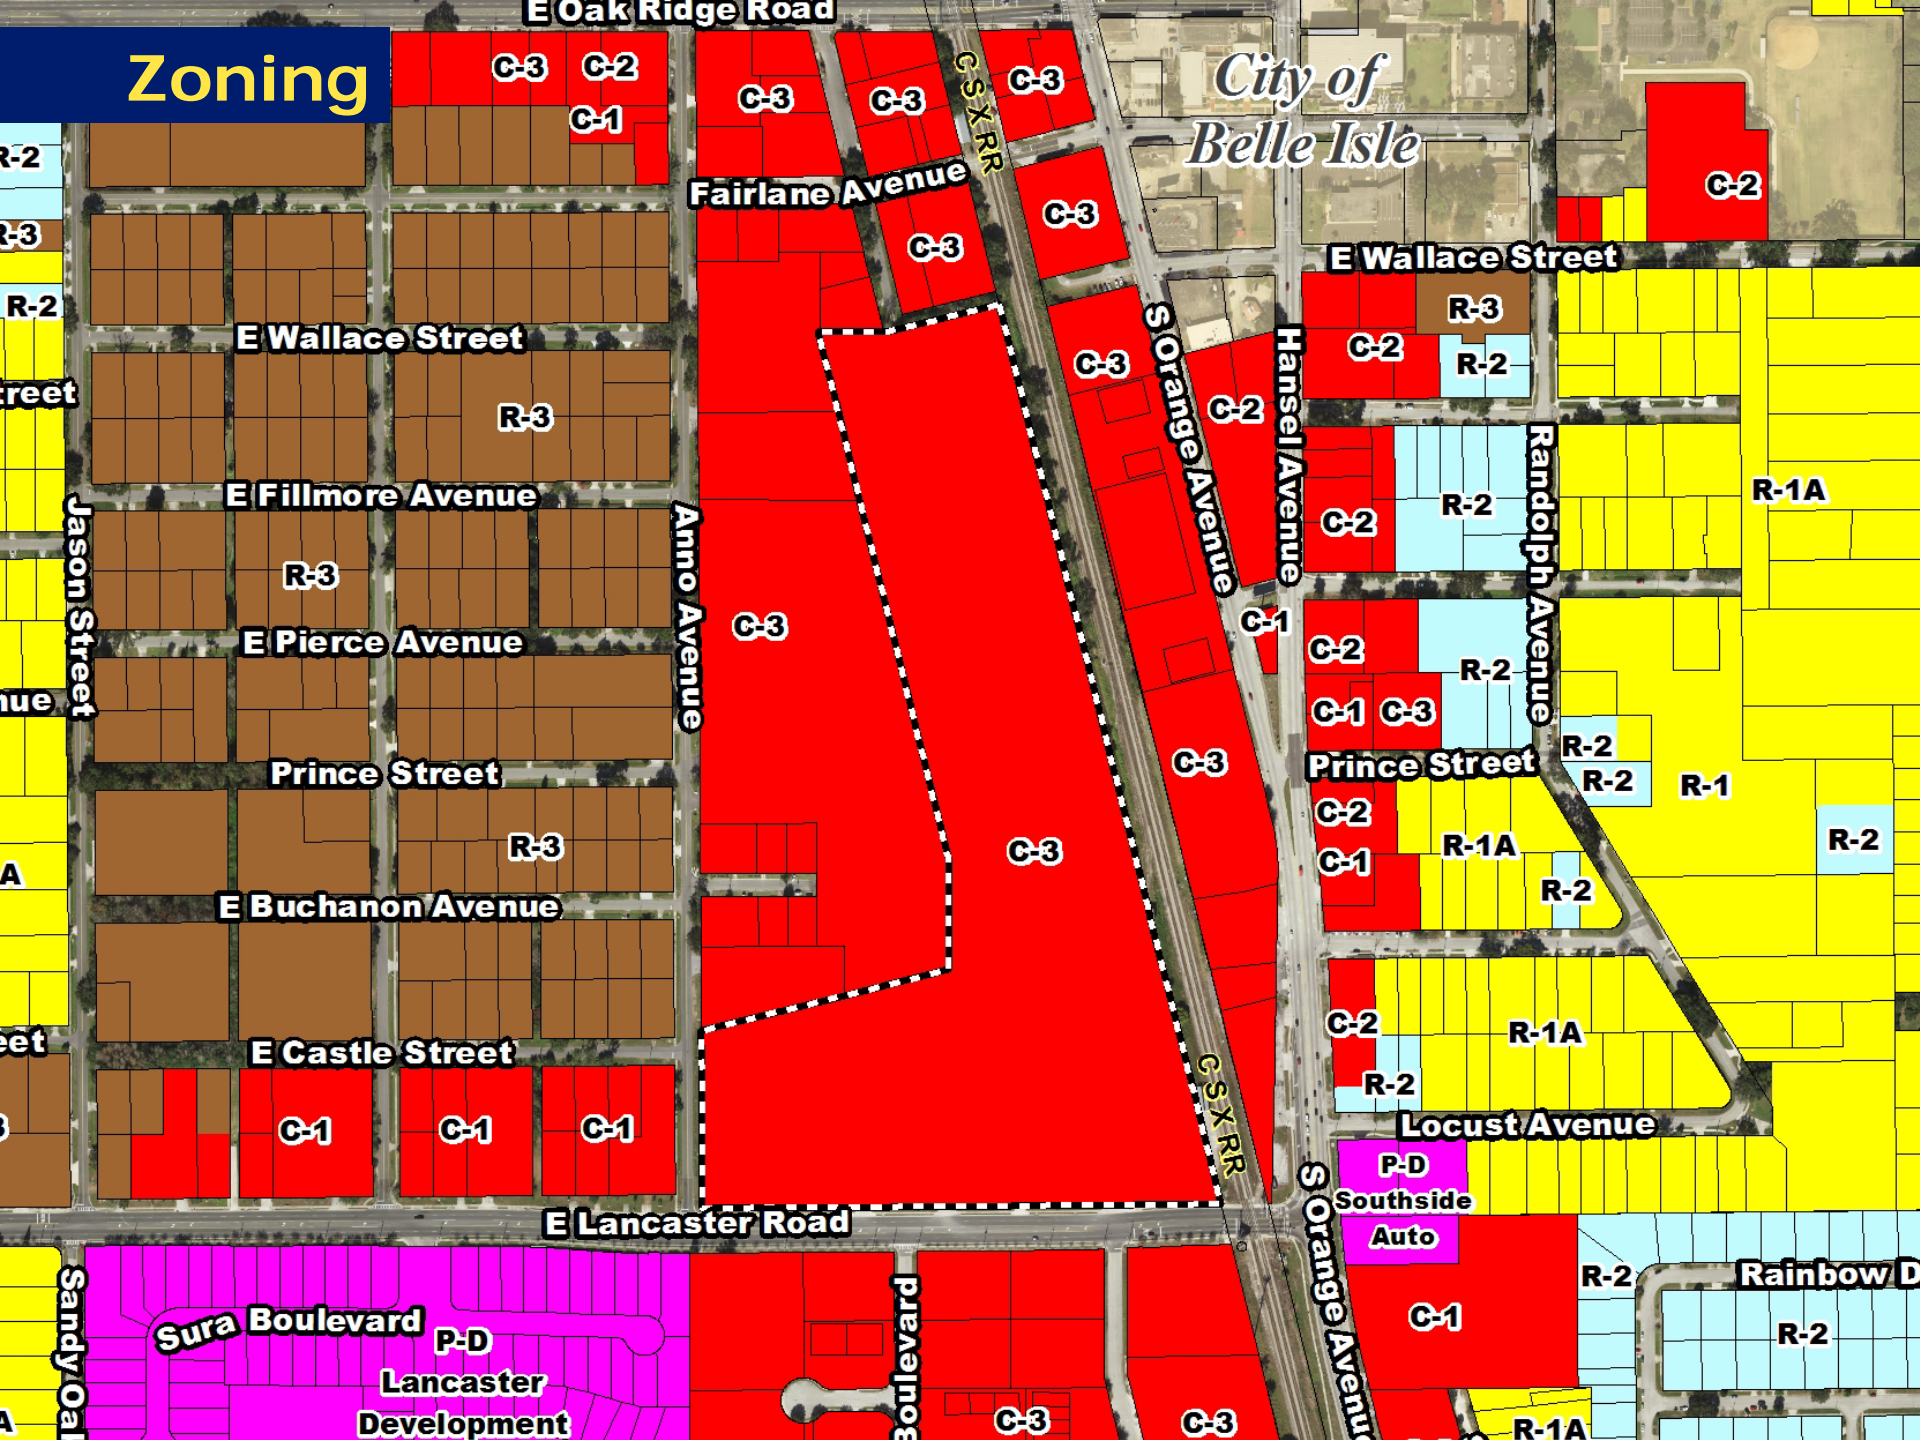 E Oak Ridge Road
Zoning
C-3
C-2
C-1
C-3
C-3
C-3
C S X RR
City of
Belle Isle
C-2
R-2
Fairlane Avenue
R-3
C-3
C-3
E Wallace Street
R-2
E Wallace Street
R-3
C-2
R-2
C-3
S Orange Avenue
C-2
Hansel Avenue
treet
R-3
Randolph Avenue
R-1A
E Fillmore Avenue
Jason Street
Anno Avenue
C-2
R-2
R-3
C-3
C-1
C-2
R-2
E Pierce Avenue
nue
C-1
C-3
R-2
R-2
R-1
Prince Street
C-3
Prince Street
C-2
R-1A
R-2
R-3
C-3
C-1
R-2
A
E Buchanon Avenue
C-2
R-1A
eet
E Castle Street
C S X RR
R-2
C-1
C-1
C-1
Locust Avenue
P-D
Southside
Auto
E Lancaster Road
S Orange Avenue
R-2
Rainbow D
Sandy Oak
Sura Boulevard
P-D
Lancaster
Development
Boulevard
C-1
R-2
A
C-3
C-3
R-1A